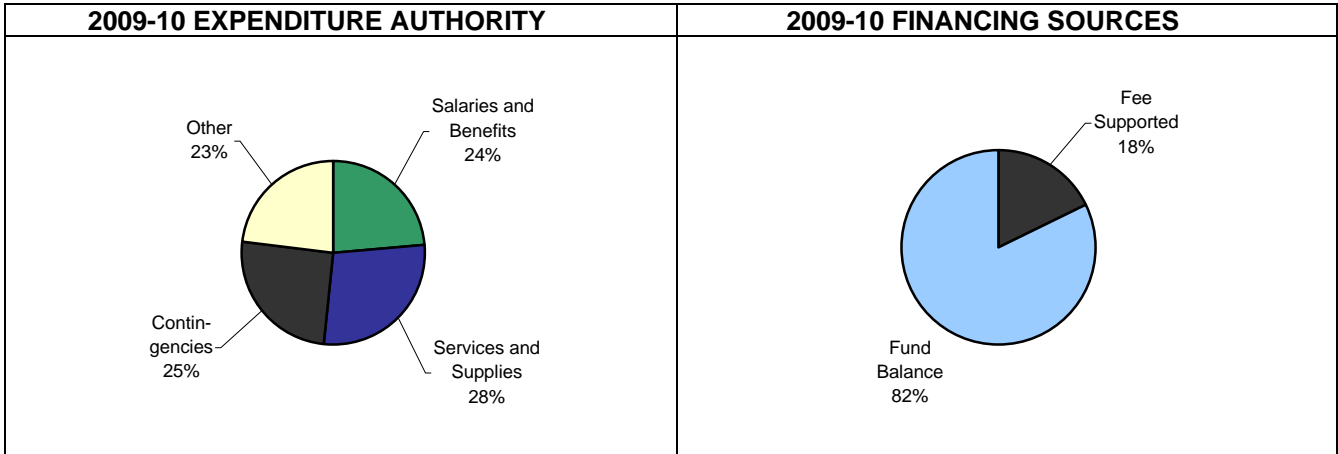 2009-10 EXPENDITURE AUTHORITY
Salaries and
Benefits
24%
Services and
Supplies
28%
Contin-
gencies
25%
Other
23%
2009-10 FINANCING SOURCES
Fee
Supported
18%
Fund
Balance
82%